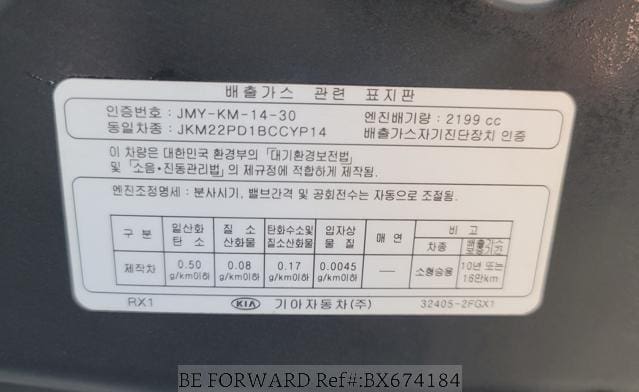 배출가스 관련 표지판
인증번호 : JMY-KM-14-30 엔진배기량 : 2199 cc
동일차종 : JKM22PD1BCCYP14 배출가스자기진단장치 인증
이 차량은 대한민국 환경부의 「대기환경보전법」
및 「소음·진동관리법」의 제규정에 적합하게 제작됨.
엔진조정명세 : 분사시기, 밸브간격 및 공회전수는 자동으로 조절됨.
구 분 일산화탄 소 질 소산화물 탄화수소및질소산화물 입자상물 질 매 연 비 고
차종 배출가스보증기간
제작차 0.50 g/km이하 0.08 g/km이하 0.17 g/km이하 0.0045 g/km이하 — 소형승용 10년 또는 16만km
RX1 KIA 기아자동차(주) 32405-2FGX1
BE FORWARD Ref#:BX674184